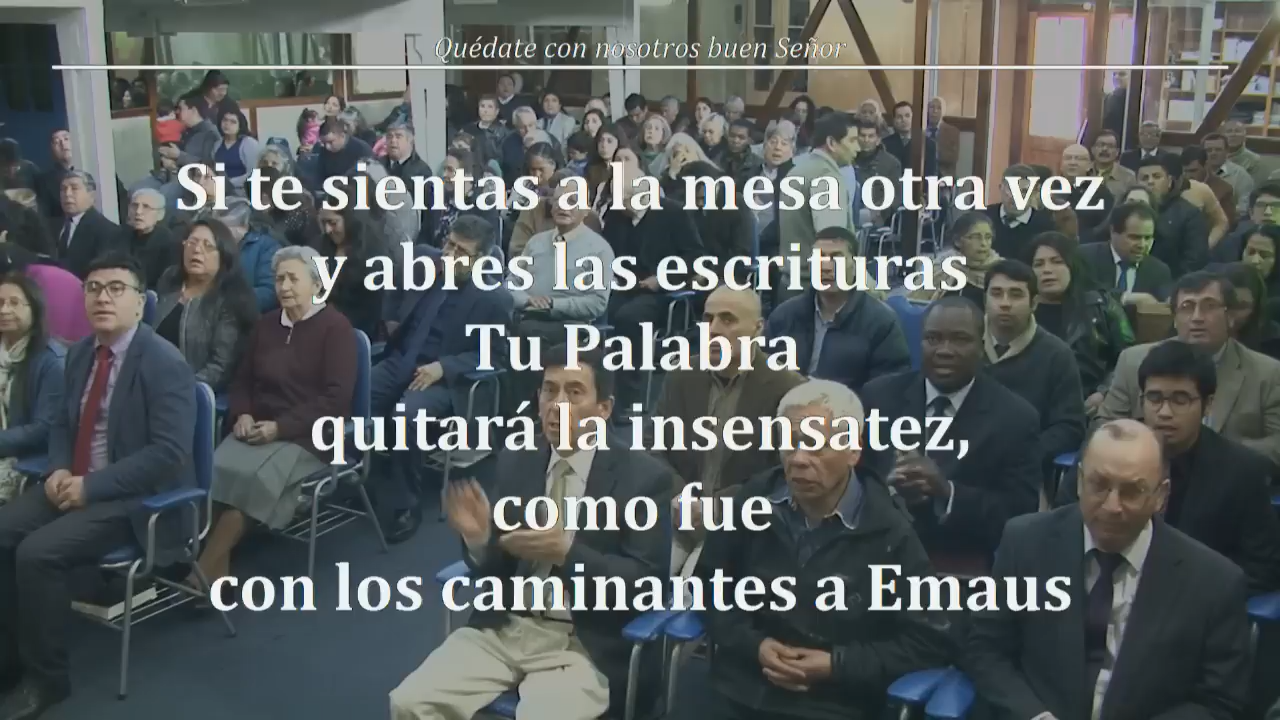 Quédate con nosotros buen Señor
Si te sientas a la mesa otra vez
y abres las escrituras
Tu Palabra
quitará la insensatez,
como fue
con los caminantes a Emaus